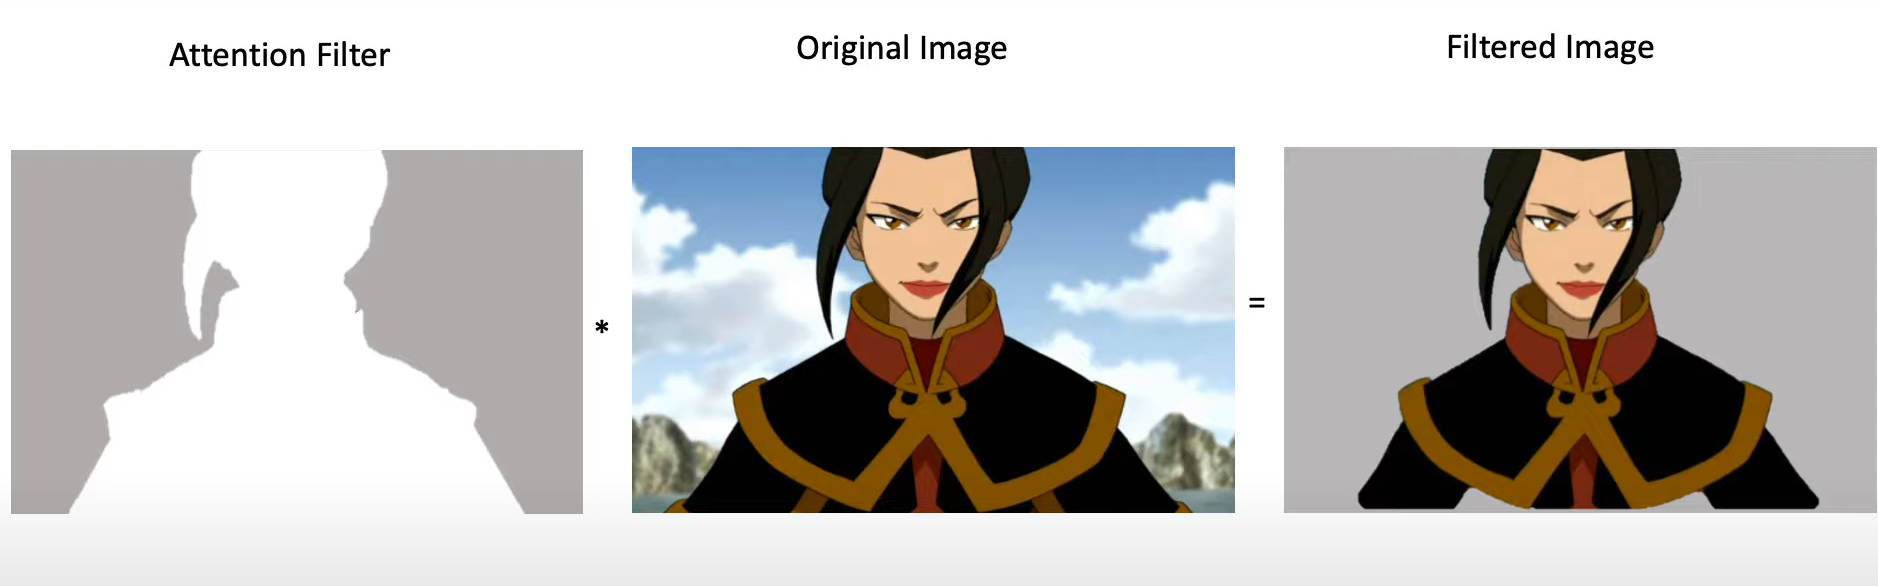 Attention Filter
Original Image
Filtered Image
*
=